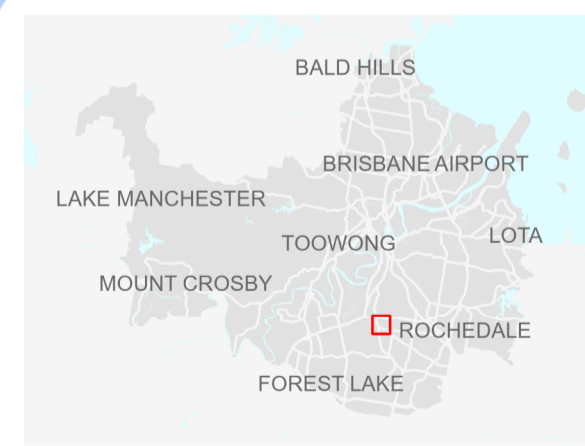 BALD HILLS
BRISBANE AIRPORT
LAKE MANCHESTER
LOTA
TOOWONG
MOUNT CROSBY
ROCHEDALE
FOREST LAKE